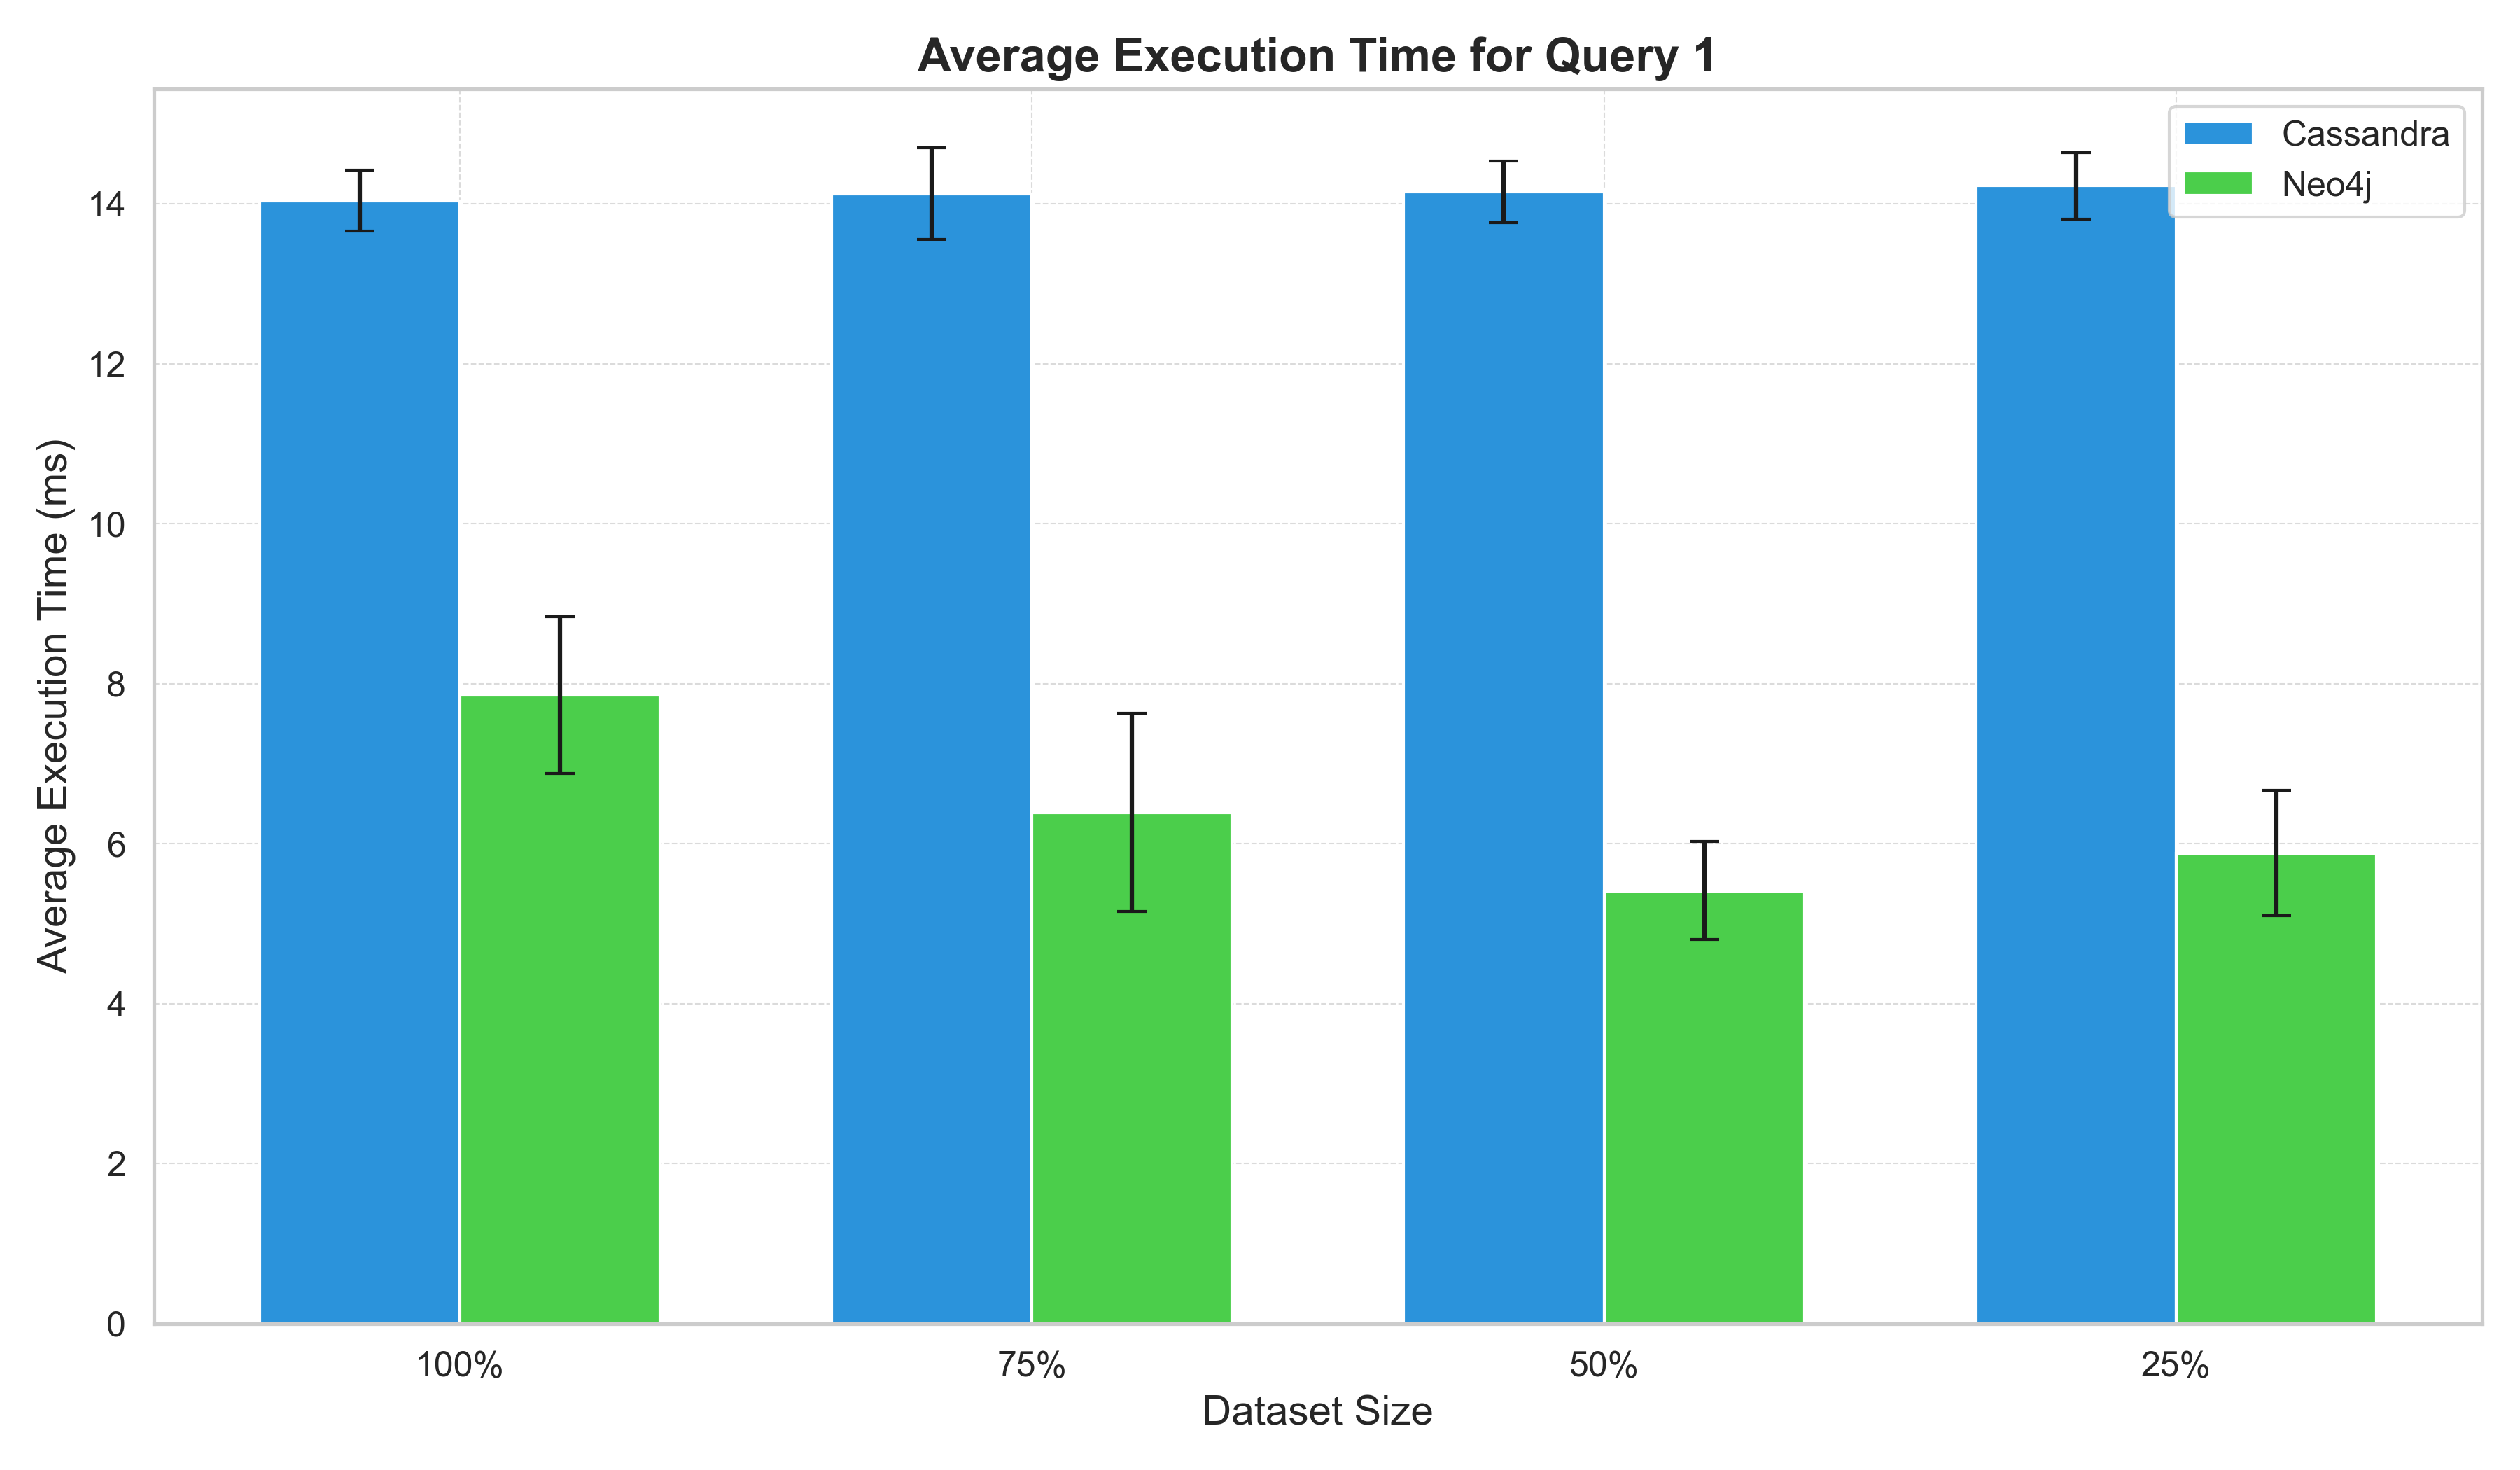 Average Execution Time for Query 1
Cassandra
Neo4j
Average Execution Time (ms)
14
12
10
8
6
4
2
0
100%
75%
50%
25%
Dataset Size